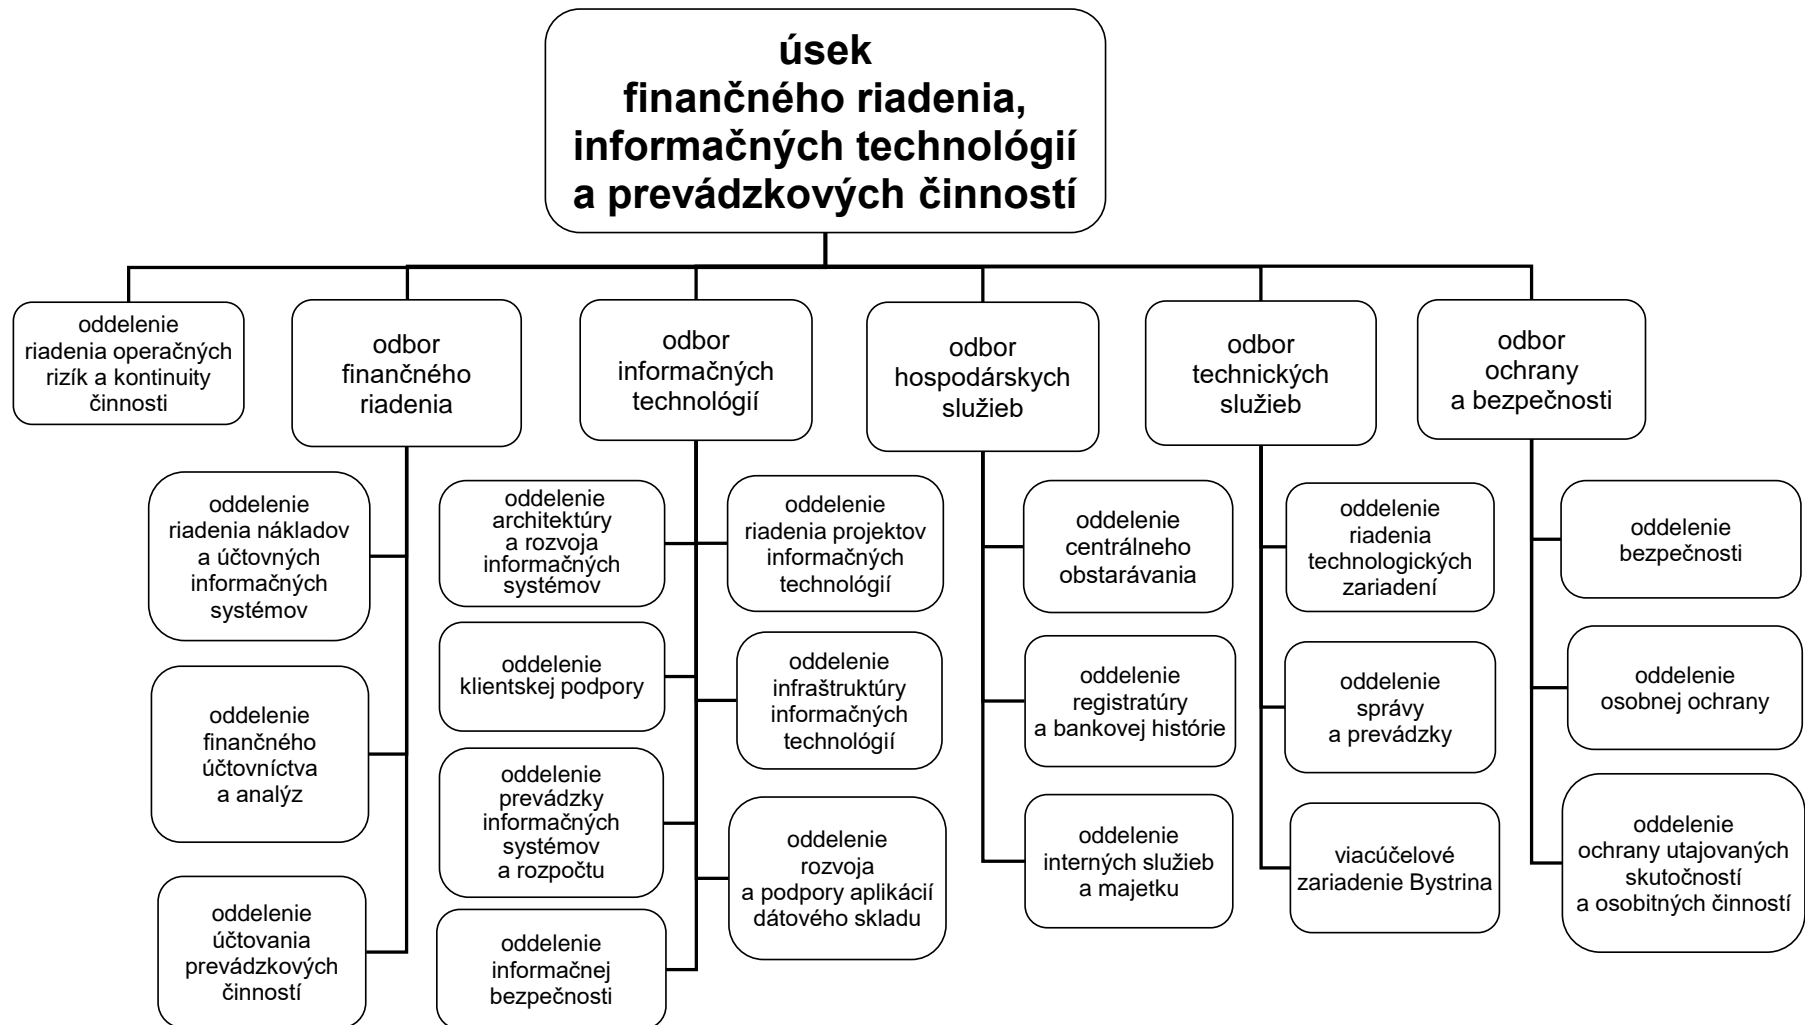 úsek
finančného riadenia,
informačných technológií
a prevádzkových činností
oddelenie
riadenia operačných
rizík a kontinuity
činnosti
odbor
finančného
riadenia
odbor
informačných
technológií
odbor
hospodárskych
služieb
odbor
technických
služieb
odbor
ochrany
a bezpečnosti
oddelenie
riadenia nákladov
a účtovných
informačných
systémov
oddelenie
finančného
účtovníctva
a analýz
oddelenie
účtovania
prevádzkových
činností
oddelenie
architektúry
a rozvoja
informačných
systémov
oddelenie
klientskej podpory
oddelenie
prevádzky
informačných
systémov
a rozpočtu
oddelenie
informačnej
bezpečnosti
oddelenie
riadenia projektov
informačných
technológií
oddelenie
infraštruktúry
informačných
technológií
oddelenie
rozvoja
a podpory aplikácií
dátového skladu
oddelenie
centrálneho
obstarávania
oddelenie
registratúry
a bankovej histórie
oddelenie
interných služieb
a majetku
oddelenie
riadenia
technologických
zariadení
oddelenie
správy
a prevádzky
viacúčelové
zariadenie Bystrina
oddelenie
bezpečnosti
oddelenie
osobnej ochrany
oddelenie
ochrany utajovaných
skutočností
a osobitných činností